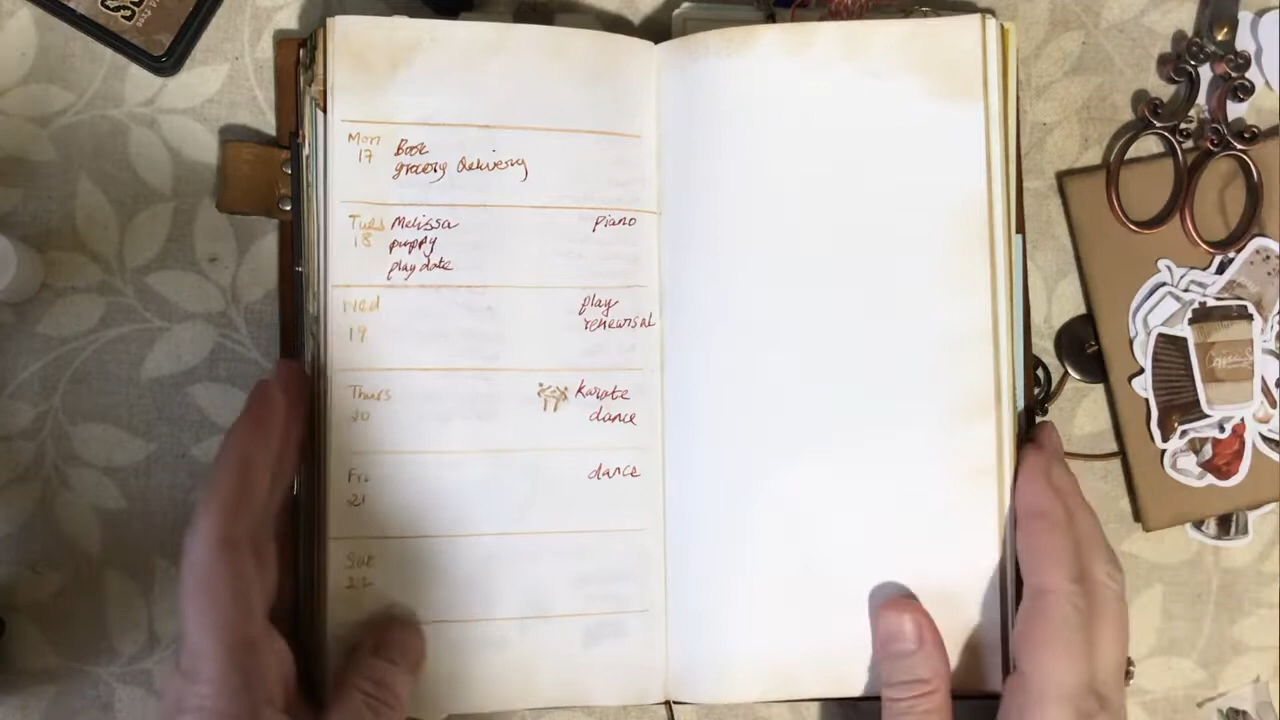 Mon
17
Book
grocery delivery
Tues
18
Melissa
puppy
play date
piano
Wed
19
play
rehearsal
Thurs
20
karate
dance
Fri
21
dance
Sat
22